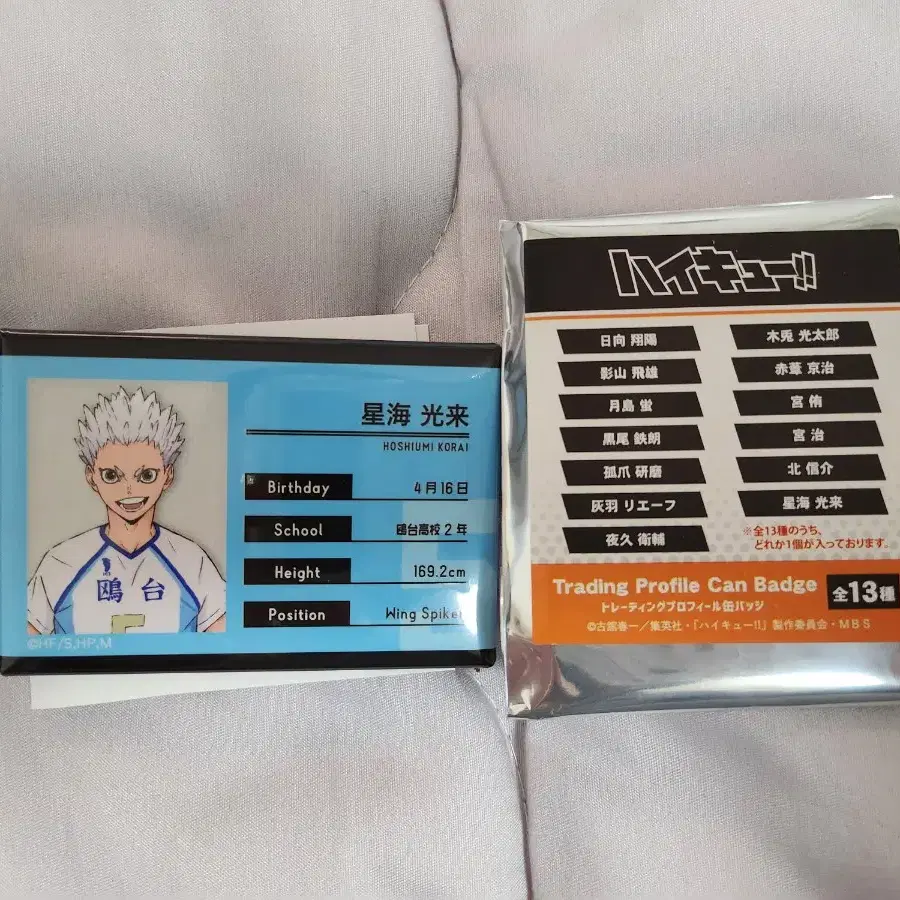 星海 光来
HOSHIUMI KORAI
Birthday 4月16日
School 鴎台高校2年
Height 169.2cm
Position Wing Spiker
鴎台
©HF/S,HP,M
ハイキュー!!
日向 翔陽
影山 飛雄
月島 蛍
黒尾 鉄朗
孤爪 研磨
灰羽 リエーフ
夜久 衛輔
木兎 光太郎
赤葦 京治
宮 侑
宮 治
北 信介
星海 光来
※全13種のうち、
どれか1個が入っております。
Trading Profile Can Badge
トレーディングプロフィール缶バッジ
全13種
©古舘春一/集英社・『ハイキュー!!』製作委員会・MBS